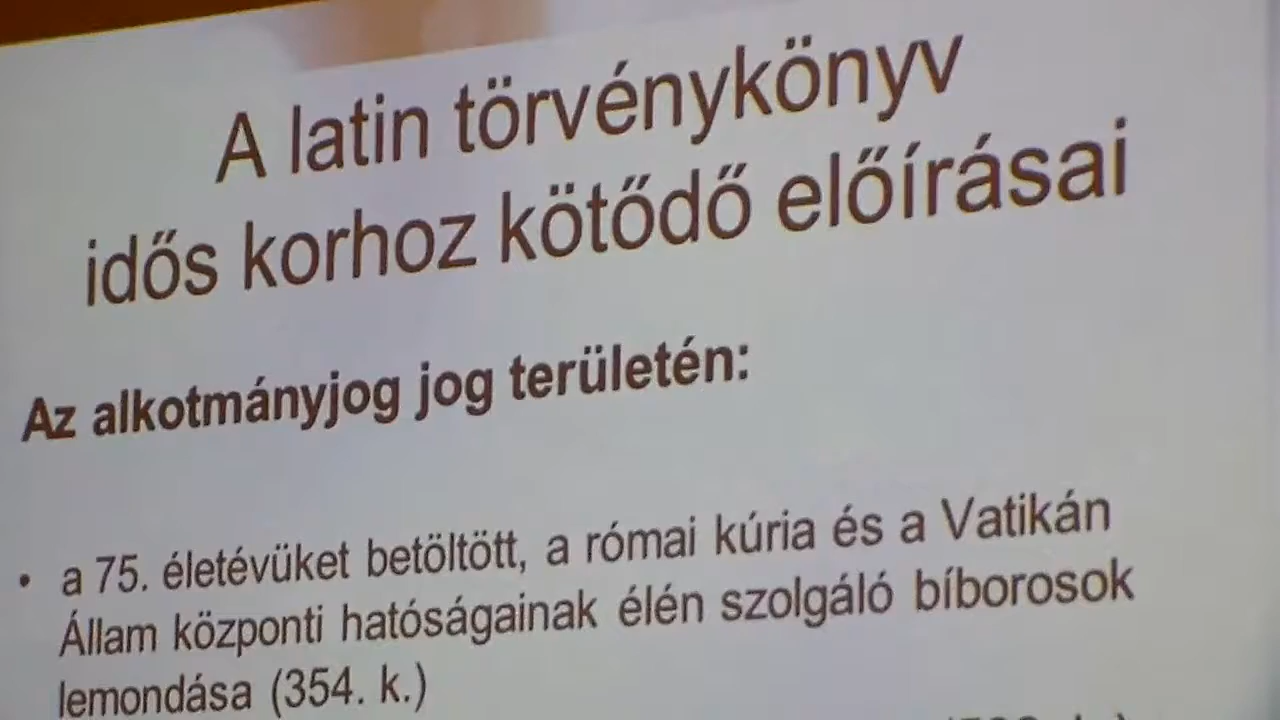 A latin törvénykönyv
idős korhoz kötődő előírásai
Az alkotmányjog jog területén:
• a 75. életévüket betöltött, a római kúria és a Vatikán
Állam központi hatóságainak élén szolgáló bíborosok
lemondása (354. k.)